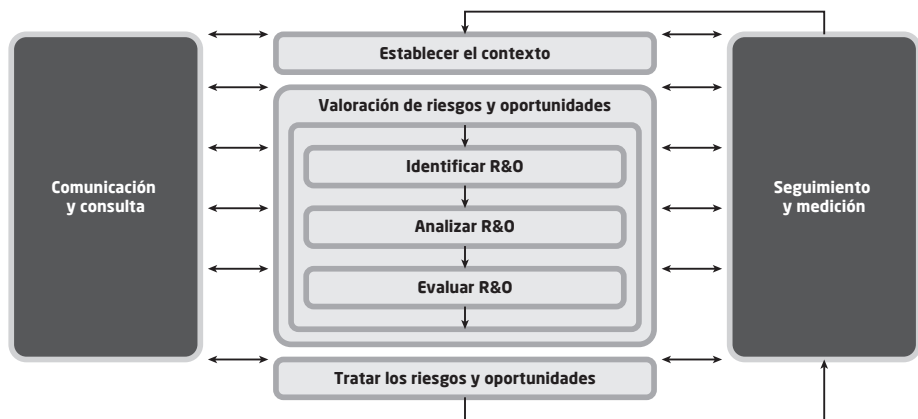 Establecer el contexto
Valoración de riesgos y oportunidades
Identificar R&O
Analizar R&O
Evaluar R&O
Tratar los riesgos y oportunidades
Comunicación
y consulta
Seguimiento
y medición